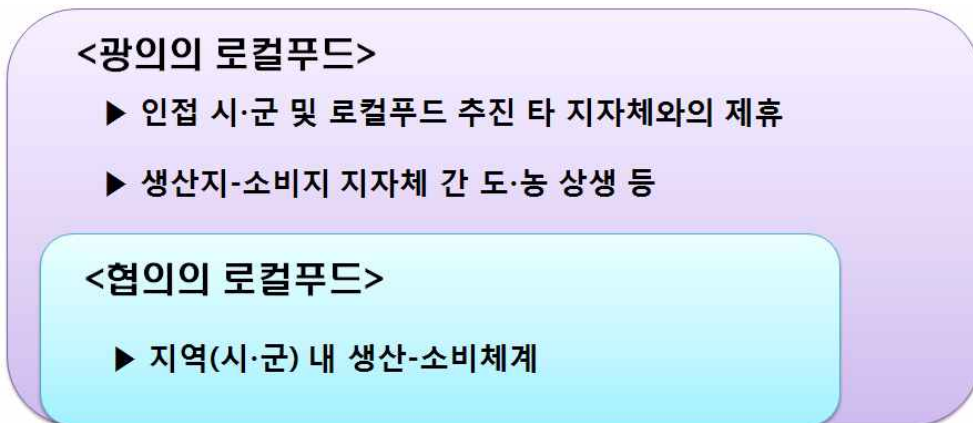 <광의의 로컬푸드>
▶ 인접 시·군 및 로컬푸드 추진 타 지자체와의 제휴
▶ 생산지-소비지 지자체 간 도·농 상생 등
<협의의 로컬푸드>
▶ 지역(시·군) 내 생산-소비체계